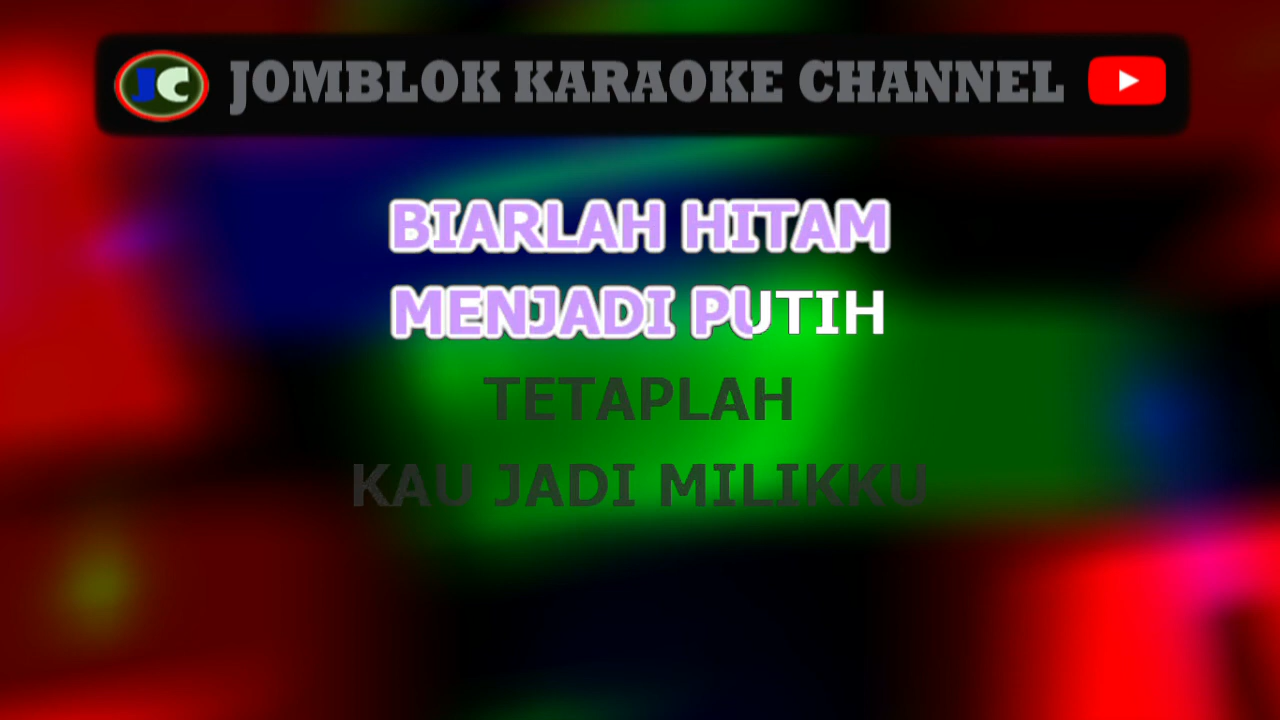 JC JOMBLOK KARAOKE CHANNEL
BIARLAH HITAM
MENJADI PUTIH
TETAPLAH
KAU JADI MILIKKU